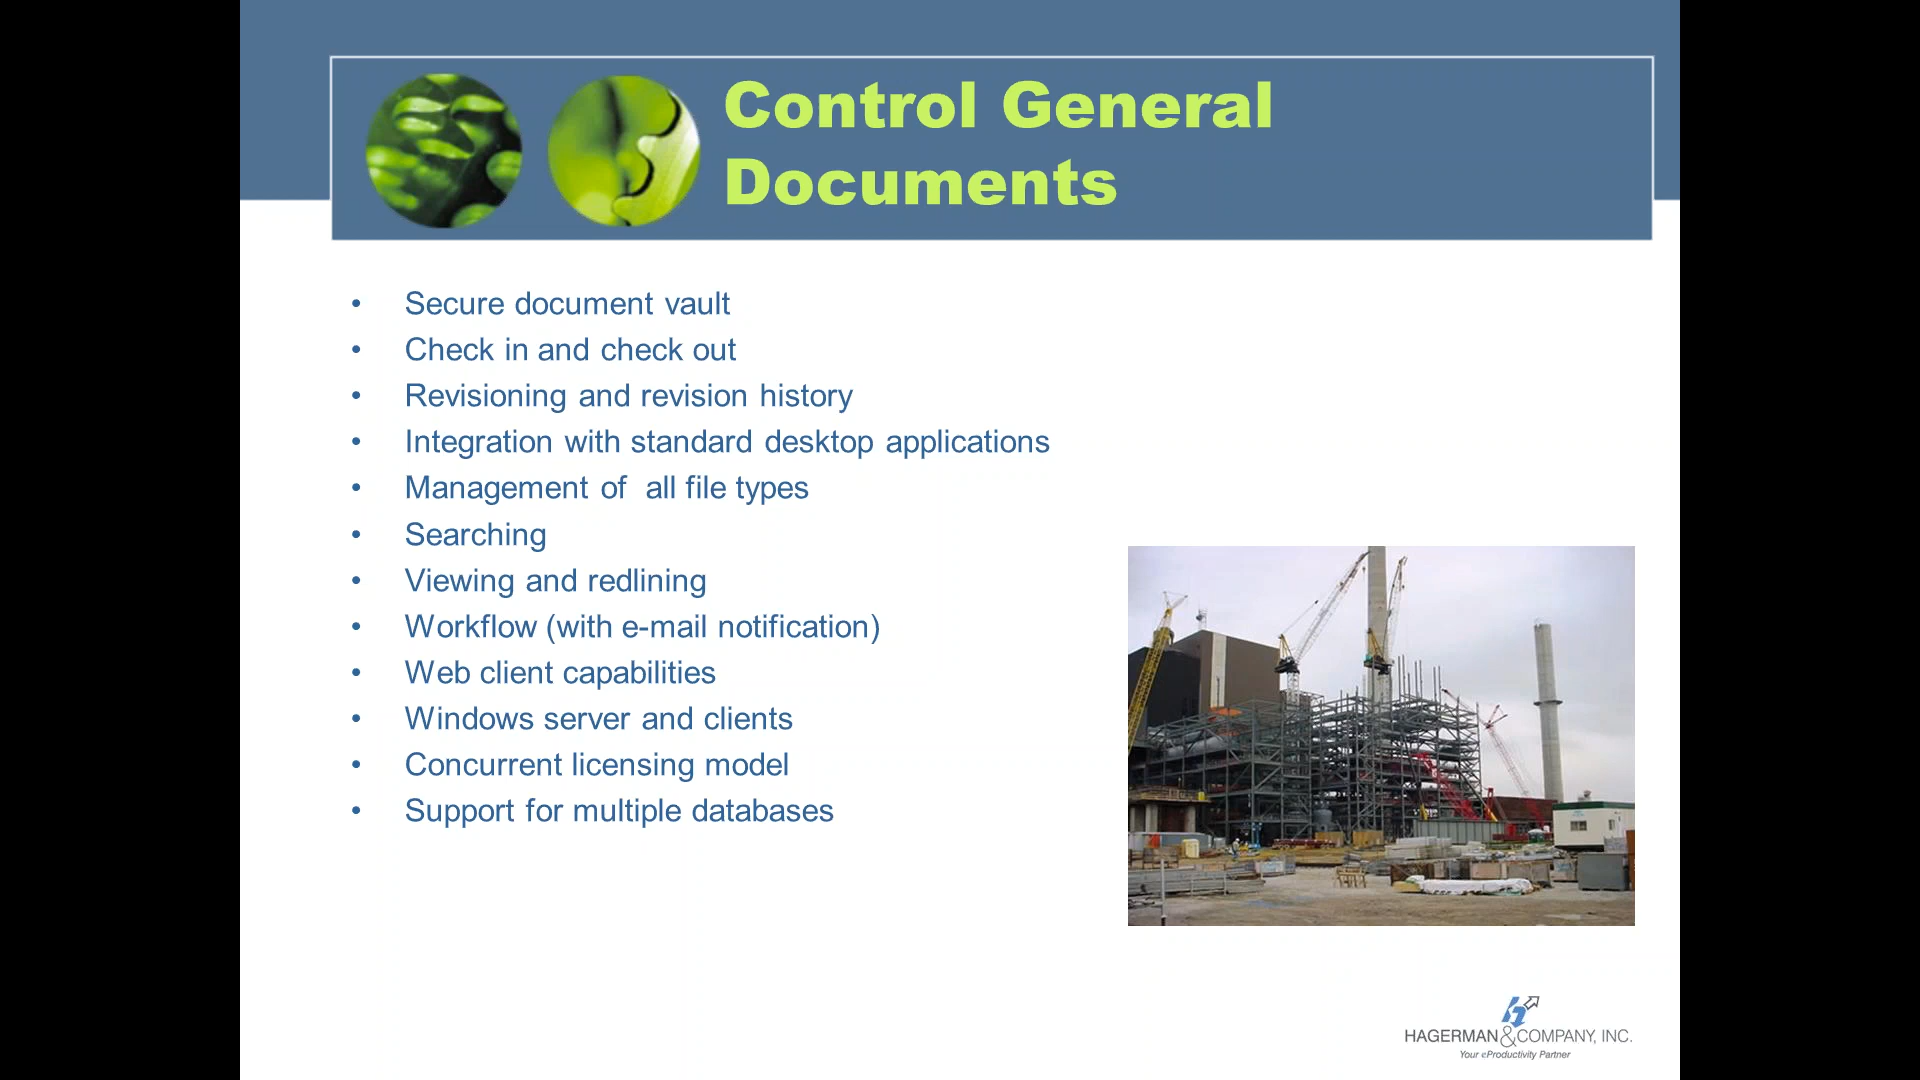 Control General
Documents
• Secure document vault
• Check in and check out
• Revisioning and revision history
• Integration with standard desktop applications
• Management of  all file types
• Searching
• Viewing and redlining
• Workflow (with e-mail notification)
• Web client capabilities
• Windows server and clients
• Concurrent licensing model
• Support for multiple databases
HAGERMAN&COMPANY, INC.
Your eProductivity Partner